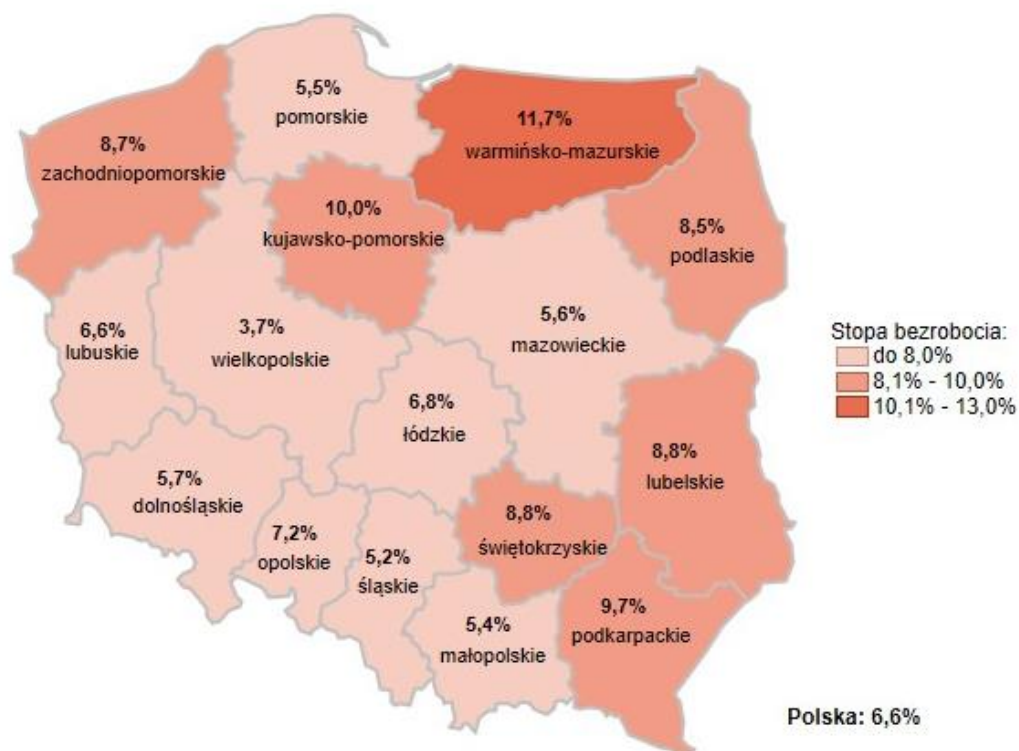 5,5%
pomorskie
11,7%
warmińsko-mazurskie
8,7%
zachodniopomorskie
10,0%
kujawsko-pomorskie
8,5%
podlaskie
6,6%
lubuskie
3,7%
wielkopolskie
5,6%
mazowieckie
Stopa bezrobocia:
do 8,0%
8,1% - 10,0%
10,1% - 13,0%
6,8%
łódzkie
8,8%
lubelskie
5,7%
dolnośląskie
7,2%
opolskie
5,2%
śląskie
8,8%
świętokrzyskie
5,4%
małopolskie
9,7%
podkarpackie
Polska: 6,6%